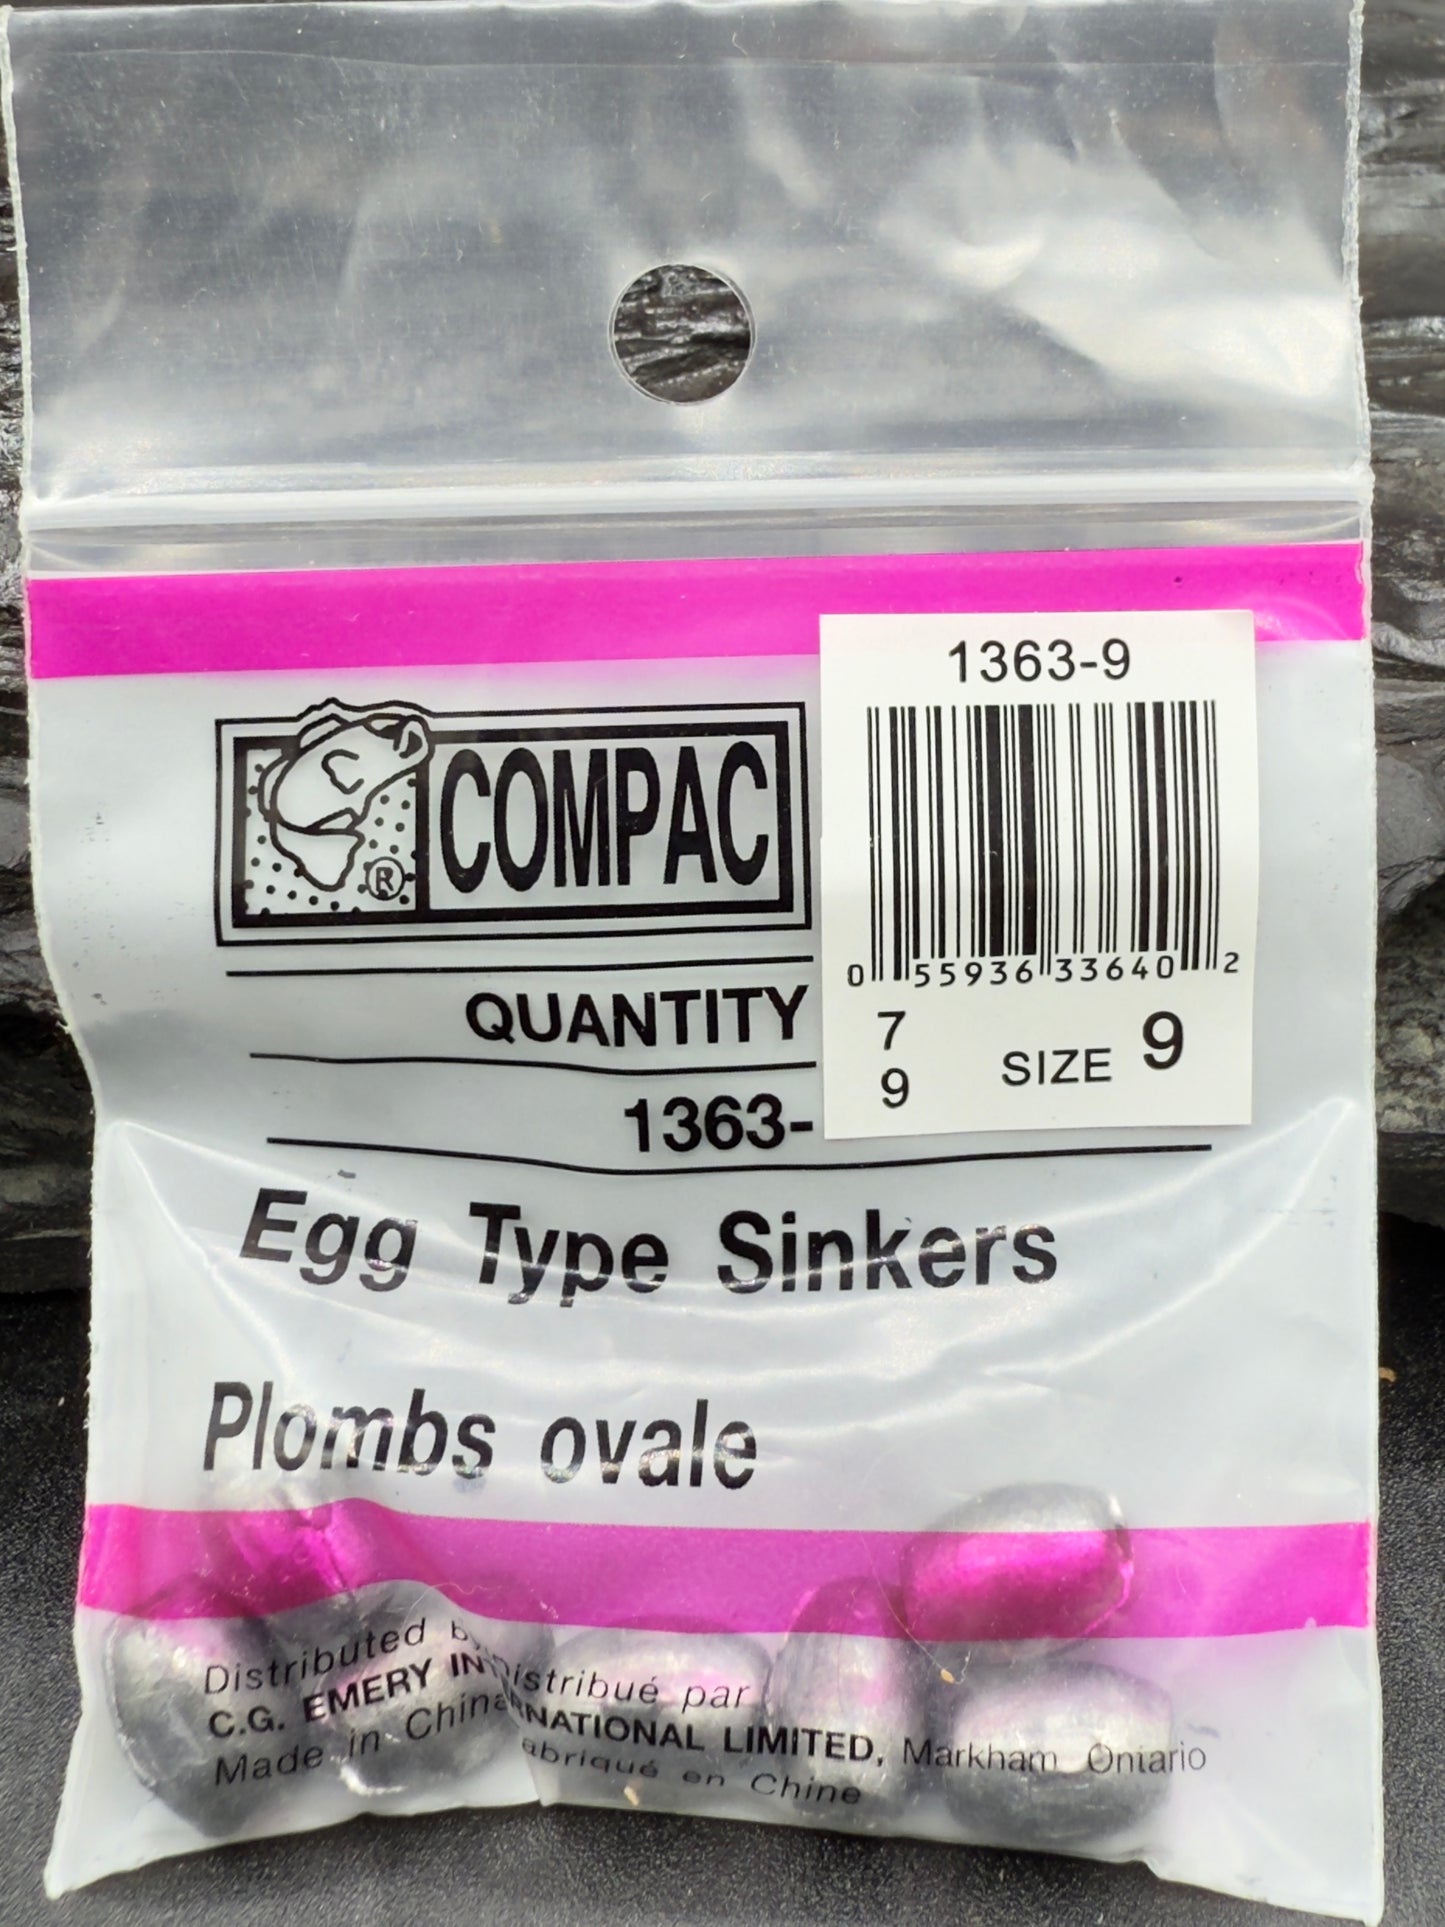 1363-9
0 55936 33640 2
7
9
SIZE 9
COMPAC
®
QUANTITY
1363-
Egg Type Sinkers
Plombs ovale
Distributed by Distribué par
C.G. EMERY INTERNATIONAL LIMITED, Markham Ontario
Made in China Fabriqué en Chine